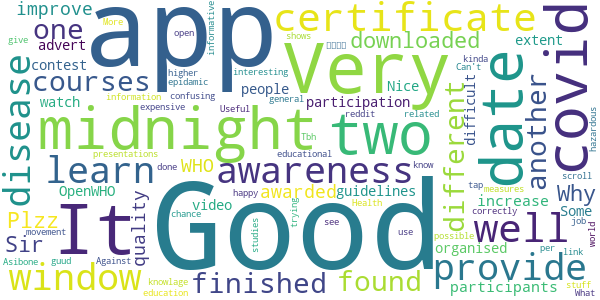 app
Good
Very
It
midnight
two
covid
date
awareness
certificate
well
provide
window
learn
finished
found
courses
one
disease
different
another
Why
improve
advert
contest
watch
people
downloaded
extent
participation
Nice
WHO
OpenWHO
awarded
guidelines
video
Plzz
Sir
quality
increase
Some
organised
participants
difficult
More
give
informative
open
shows
higher
epidemic
interesting
Can't
kinda
information
confusing
expensive
Useful
general
reddit
related
presentations
Tbh
educational
done
know
tap
measures
correctly
scroll
hazardous
happy
see
Health
chance
studies
trying
use
possible
job
world
movement
per
link
Asibone
guud
Against
knowlage
education
stuff
What